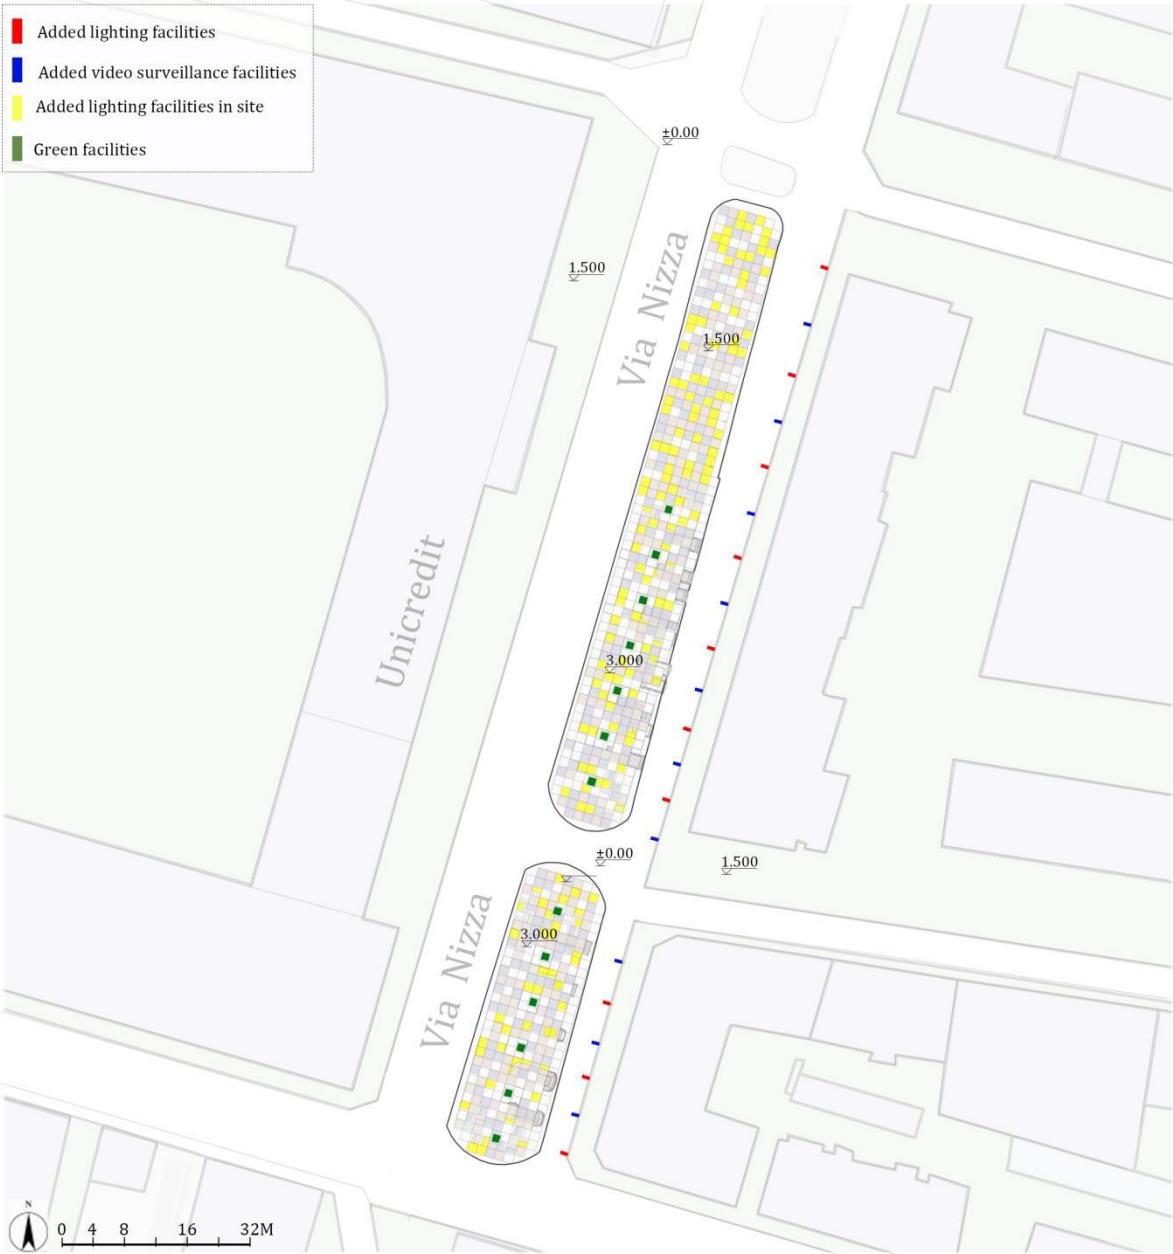 Added lighting facilities
Added video surveillance facilities
Added lighting facilities in site
Green facilities
±0.00
Via Nizza
1.500
1.500
Unicredit
3.000
±0.00
1.500
Via Nizza
3.000
N
0 4 8 16 32M